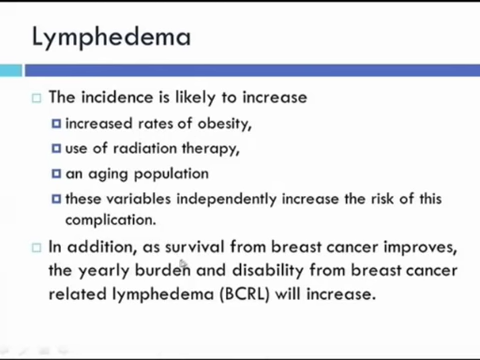 Lymphedema
The incidence is likely to increase
increased rates of obesity,
use of radiation therapy,
an aging population
these variables independently increase the risk of this
complication.
In addition, as survival from breast cancer improves,
the yearly burden and disability from breast cancer
related lymphedema (BCRL) will increase.